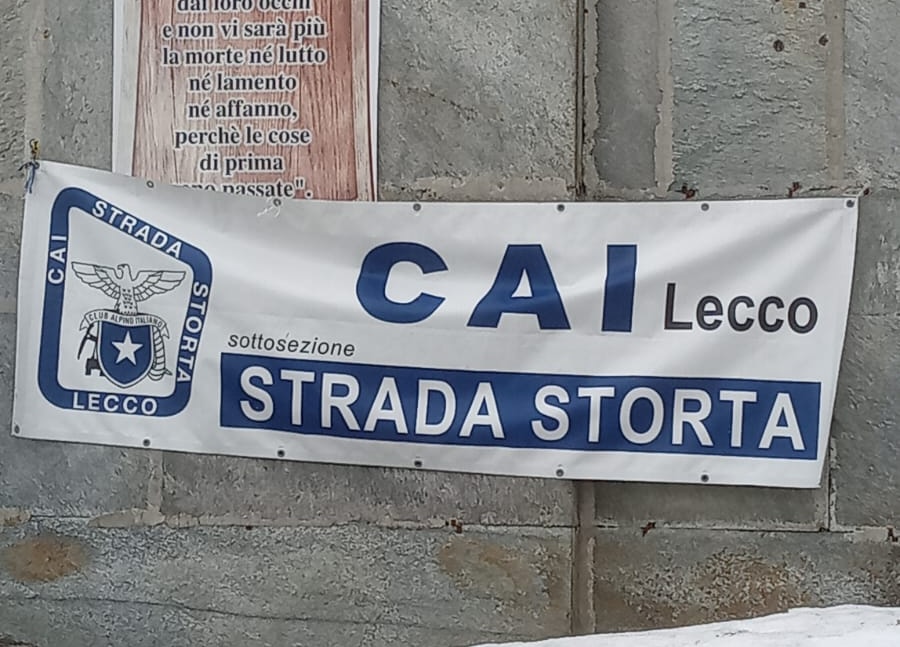 dai loro occhi
e non vi sarà più
la morte né lutto
né lamento
né affanno,
perchè le cose
di prima
passate".
CAI STRADA STORTA
CLUB ALPINO ITALIANO
LECCO
CAI Lecco
sottosezione
STRADA STORTA